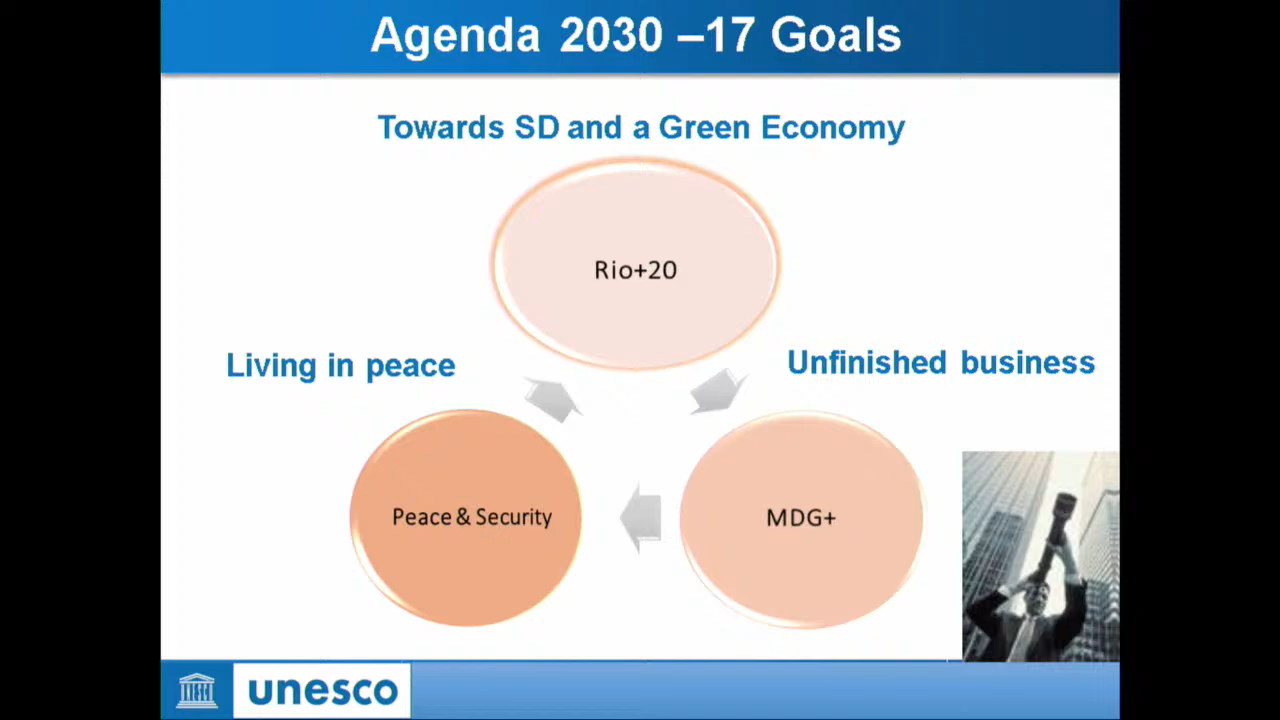 Agenda 2030 –17 Goals
Towards SD and a Green Economy
Rio+20
Living in peace
Unfinished business
Peace & Security
MDG+
unesco